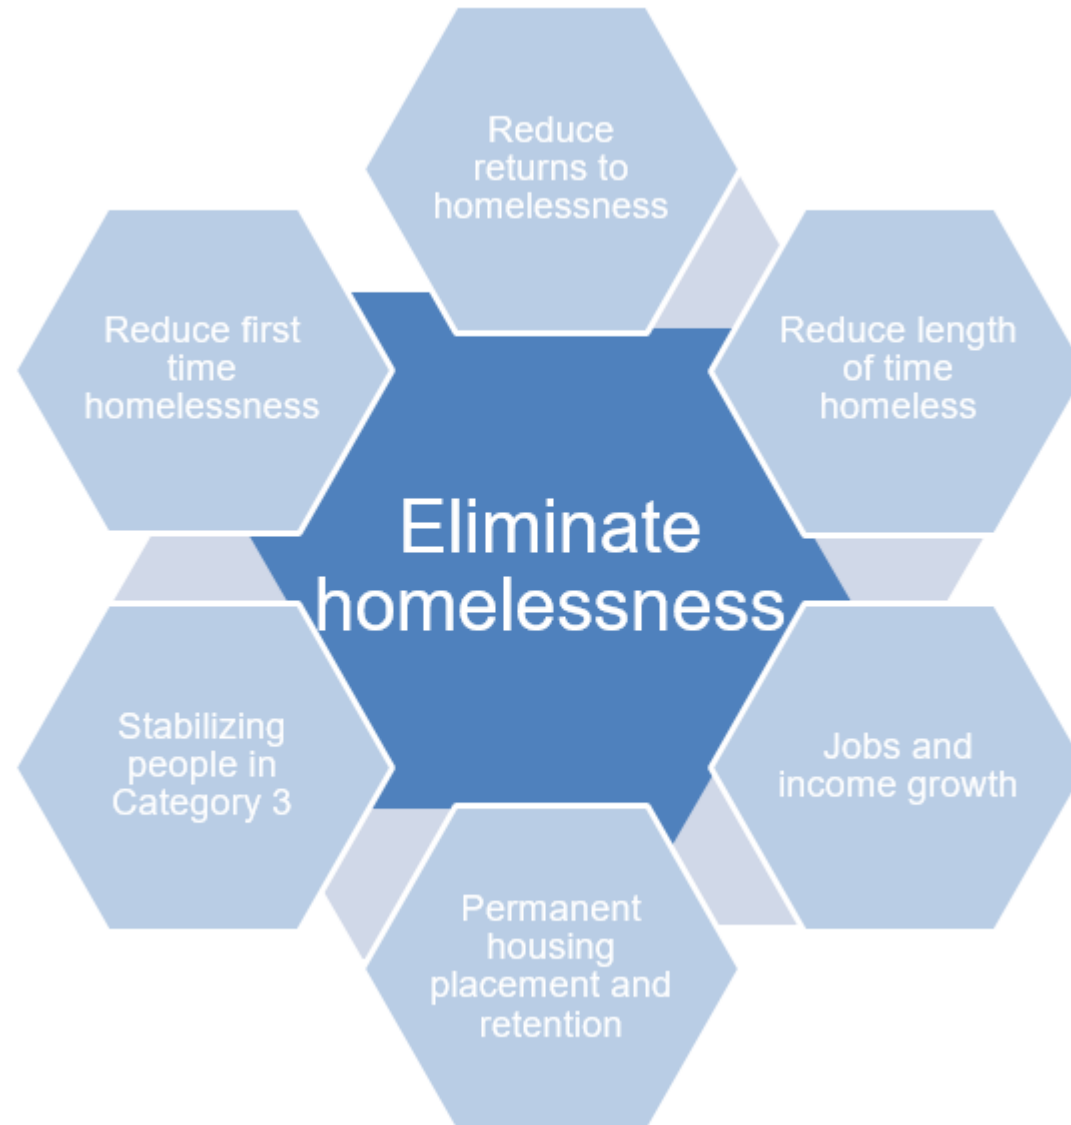 Reduce
returns to
homelessness
Reduce length
of time
homeless
Jobs and
income growth
Permanent
housing
placement and
retention
Stabilizing
people in
Category 3
Reduce first
time
homelessness
Eliminate
homelessness